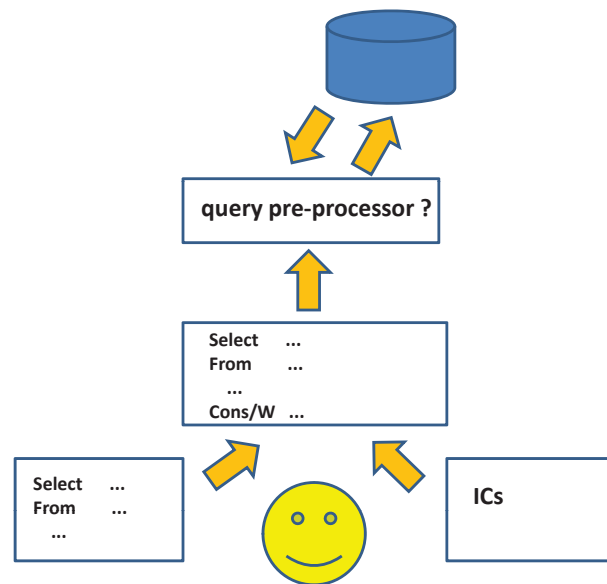 query pre-processor ?
Select ...
From ...
...
Cons/W ...
Select ...
From ...
...
ICs